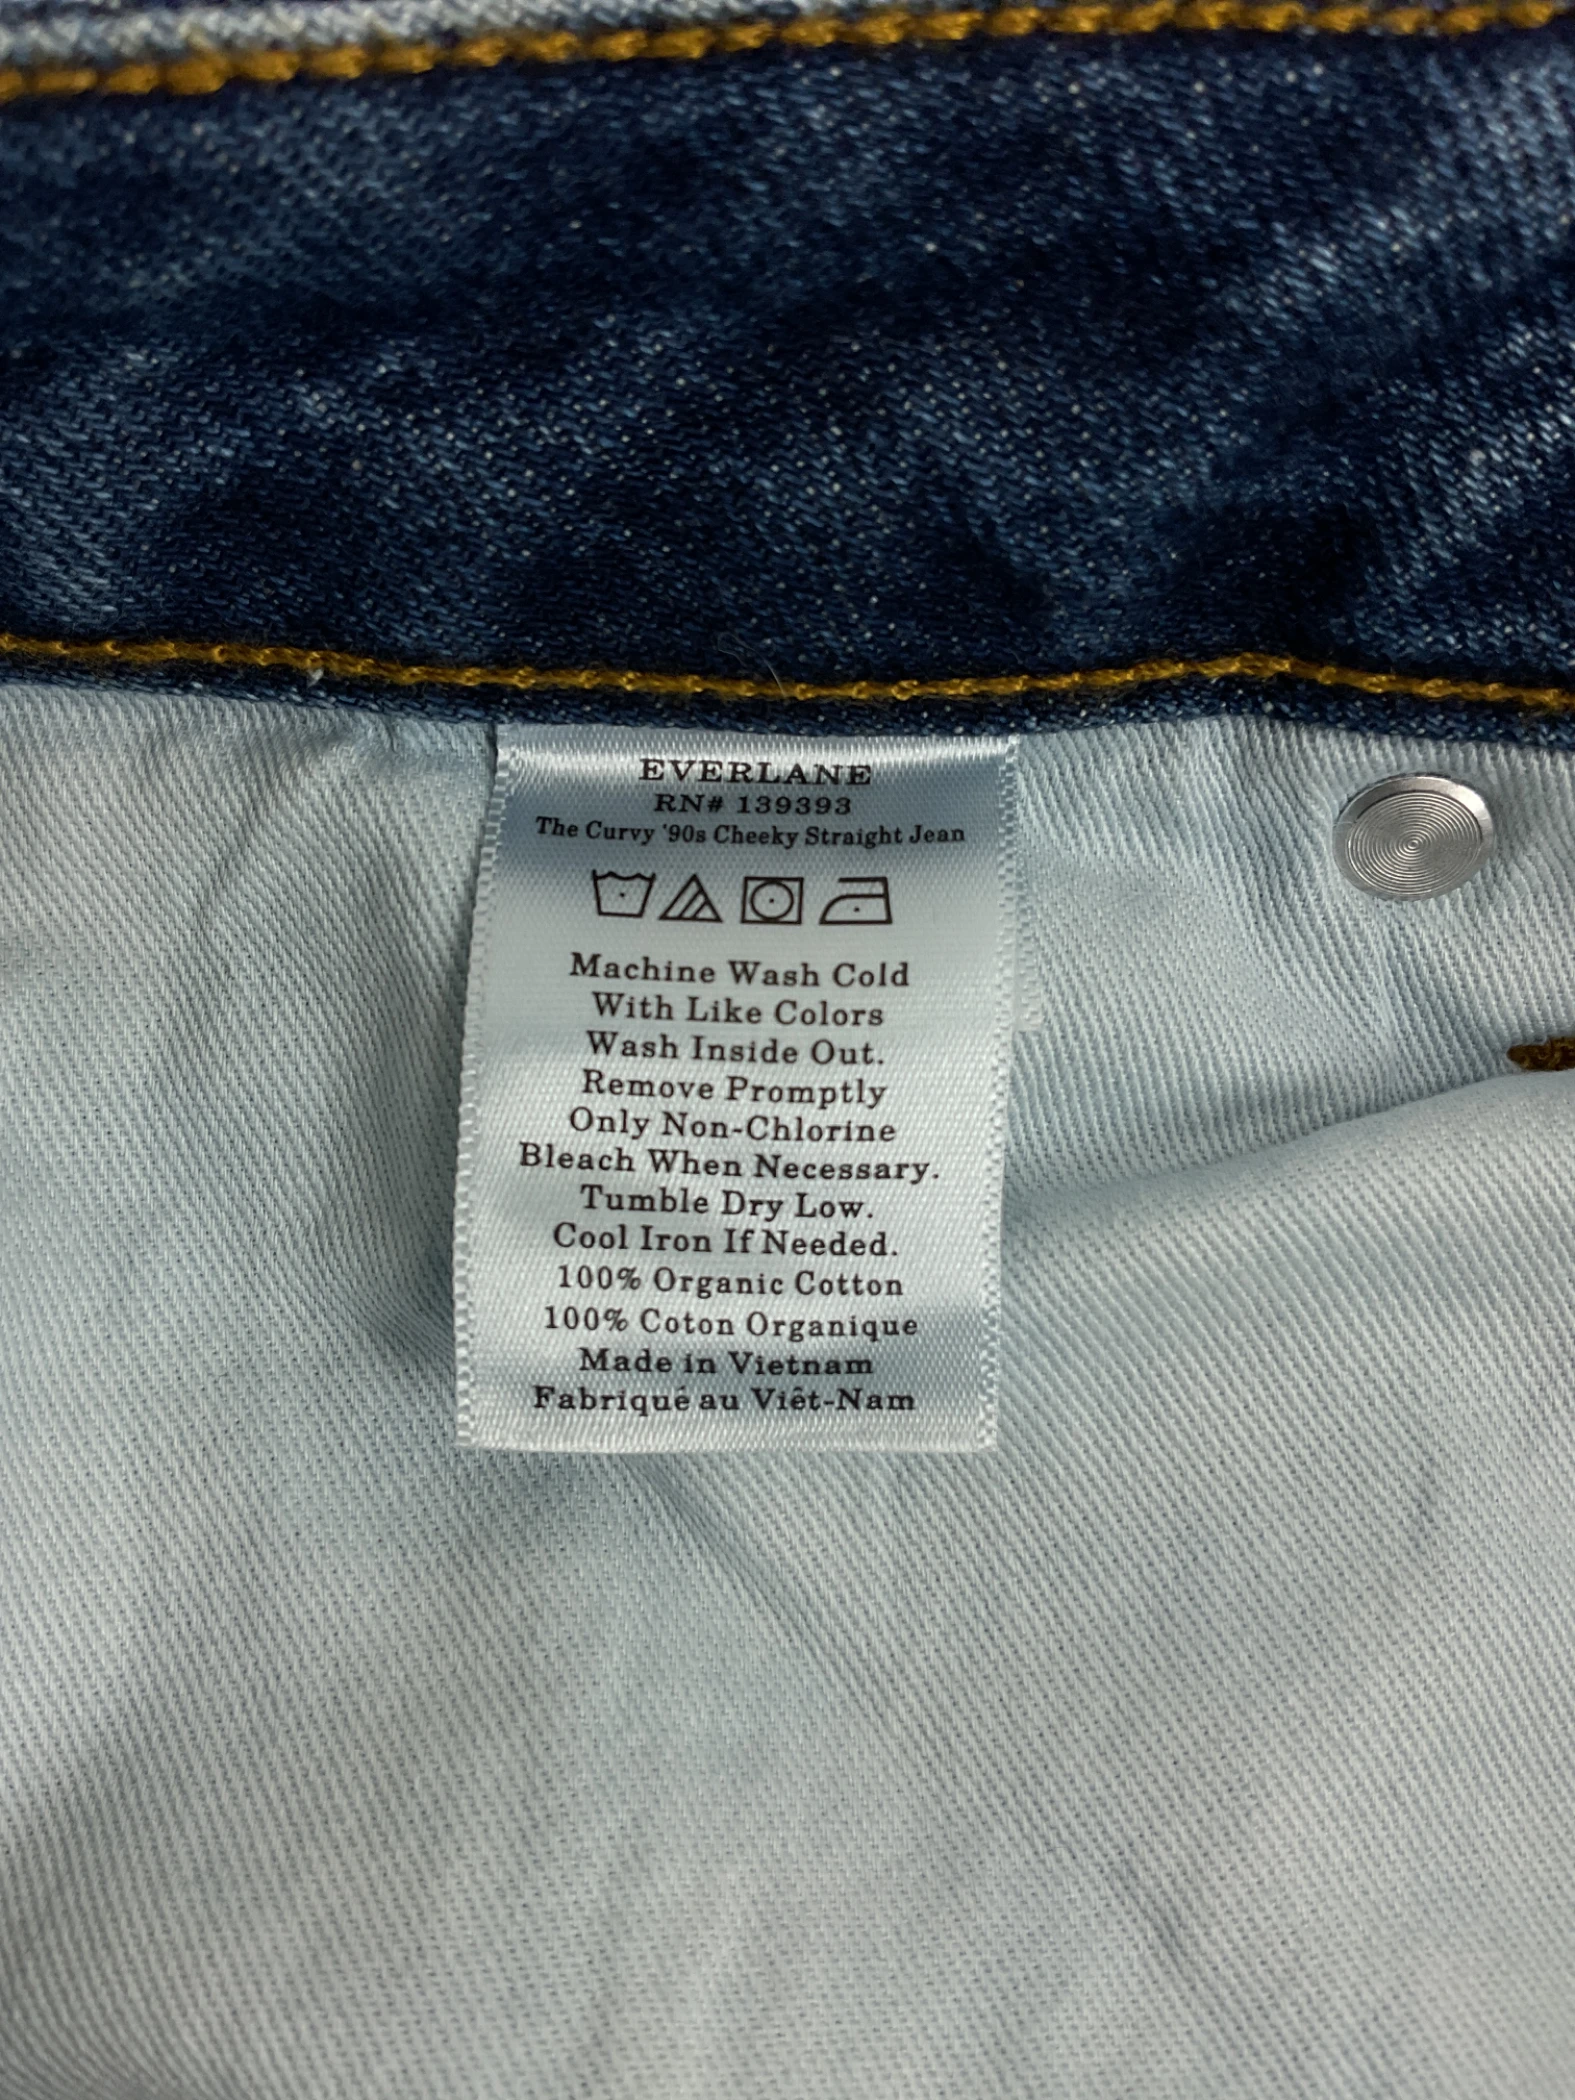 EVERLANE
RN# 139393
The Curvy '90s Cheeky Straight Jean
Machine Wash Cold
With Like Colors
Wash Inside Out.
Remove Promptly
Only Non-Chlorine
Bleach When Necessary.
Tumble Dry Low.
Cool Iron If Needed.
100% Organic Cotton
100% Coton Organique
Made in Vietnam
Fabriqué au Viêt-Nam